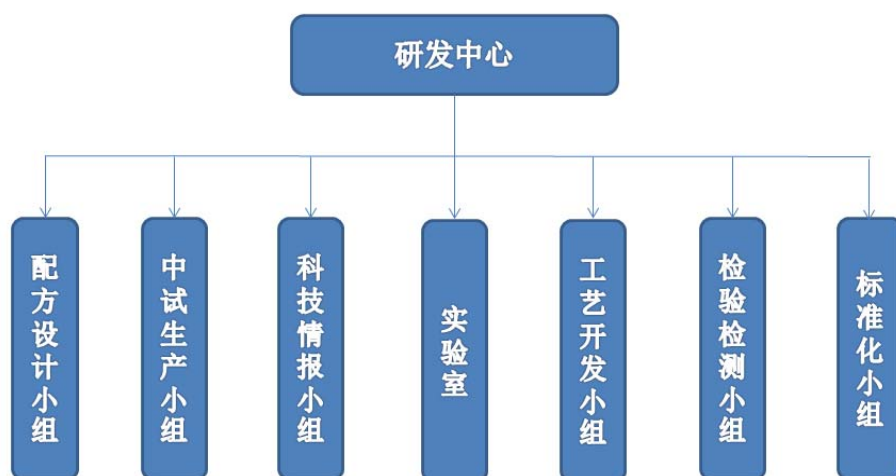 研发中心
配方设计小组
中试生产小组
科技情报小组
实验室
工艺开发小组
检验检测小组
标准化小组